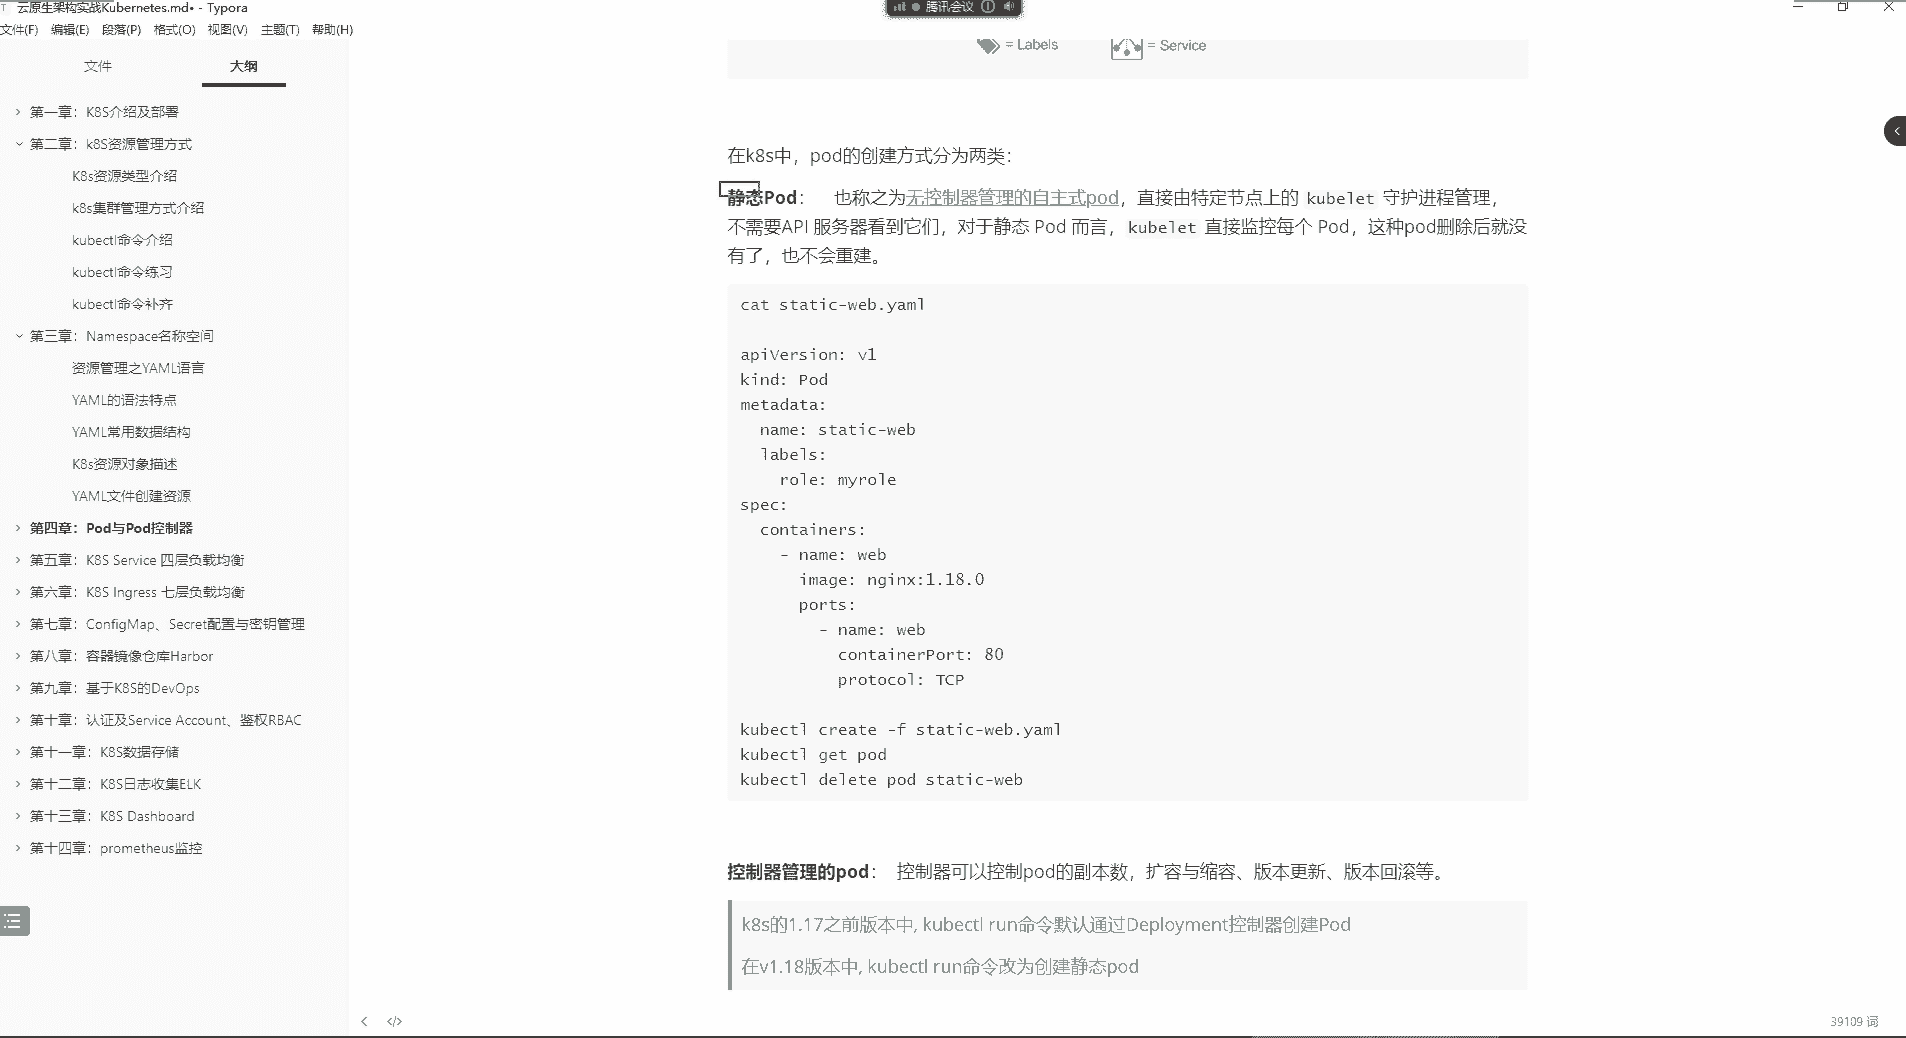 云原生架构实战Kubernetes.md• - Typora
腾讯会议
文件(F) 编辑(E) 段落(P) 格式(O) 视图(V) 主题(T) 帮助(H)
文件 大纲
第一章：K8S介绍及部署
第二章：k8S资源管理方式
K8s资源类型介绍
k8s集群管理方式介绍
kubectl命令介绍
kubectl命令练习
kubectl命令补齐
第三章：Namespace名称空间
资源管理之YAML语言
YAML的语法特点
YAML常用数据结构
K8s资源对象描述
YAML文件创建资源
第四章：Pod与Pod控制器
第五章：K8S Service 四层负载均衡
第六章：K8S Ingress 七层负载均衡
第七章：ConfigMap、Secret配置与密钥管理
第八章：容器镜像仓库Harbor
第九章：基于K8S的DevOps
第十章：认证及Service Account、鉴权RBAC
第十一章：K8S数据存储
第十二章：K8S日志收集ELK
第十三章：K8S Dashboard
第十四章：prometheus监控
= Labels = Service
在k8s中，pod的创建方式分为两类：
静态Pod： 也称之为无控制器管理的自主式pod，直接由特定节点上的 kubelet 守护进程管理，
不需要API 服务器看到它们，对于静态 Pod 而言，kubelet 直接监控每个 Pod，这种pod删除后就没
有了，也不会重建。
cat static-web.yaml
apiVersion: v1
kind: Pod
metadata:
name: static-web
labels:
role: myrole
spec:
containers:
- name: web
image: nginx:1.18.0
ports:
- name: web
containerPort: 80
protocol: TCP
kubectl create -f static-web.yaml
kubectl get pod
kubectl delete pod static-web
控制器管理的pod： 控制器可以控制pod的副本数，扩容与缩容、版本更新、版本回滚等。
k8s的1.17之前版本中, kubectl run命令默认通过Deployment控制器创建Pod
在v1.18版本中, kubectl run命令改为创建静态pod
</>
39109 词